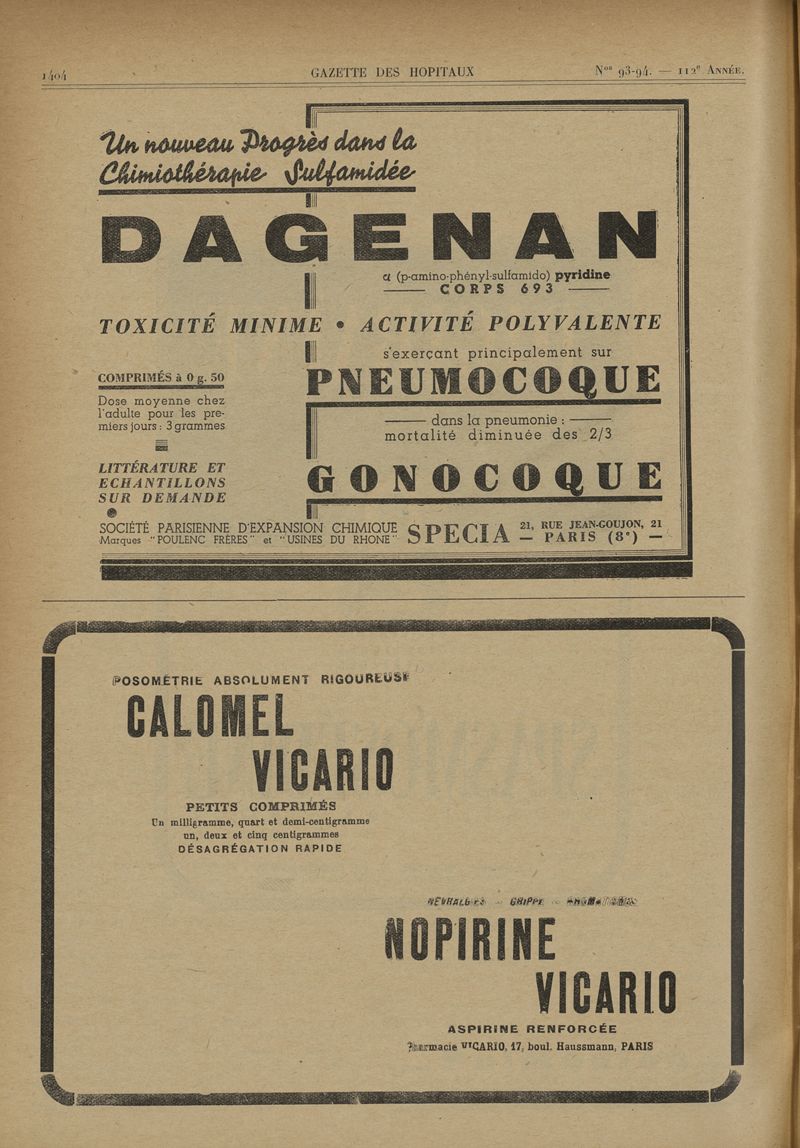 1404
GAZETTE DES HOPITAUX
Nos 93-94. — 112e ANNÉE.
Un nouveau Progrès dans la
Chimiothérapie Sulfamidée
DAGENAN
α (p-amino-phényl-sulfamido) pyridine
CORPS 693
TOXICITÉ MINIME • ACTIVITÉ POLYVALENTE
s'exerçant principalement sur
PNEUMOCOQUE
dans la pneumonie :
mortalité diminuée des 2/3
GONOCOQUE
COMPRIMÉS à 0 g. 50
Dose moyenne chez
l'adulte pour les pre-
miers jours : 3 grammes
LITTÉRATURE ET
ECHANTILLONS
SUR DEMANDE
SOCIÉTÉ PARISIENNE D'EXPANSION CHIMIQUE
Marques "POULENC FRÈRES" et "USINES DU RHONE"
SPECIA
21, RUE JEAN-GOUJON, 21
— PARIS (8e) —
POSOMÉTRIE ABSOLUMENT RIGOUREUSE
CALOMEL
VICARIO
PETITS COMPRIMÉS
Un milligramme, quart et demi-centigramme
un, deux et cinq centigrammes
DÉSAGRÉGATION RAPIDE
GRIPPE
NOPIRINE
VICARIO
ASPIRINE RENFORCÉE
Pharmacie VICARIO, 17, boul. Haussmann, PARIS